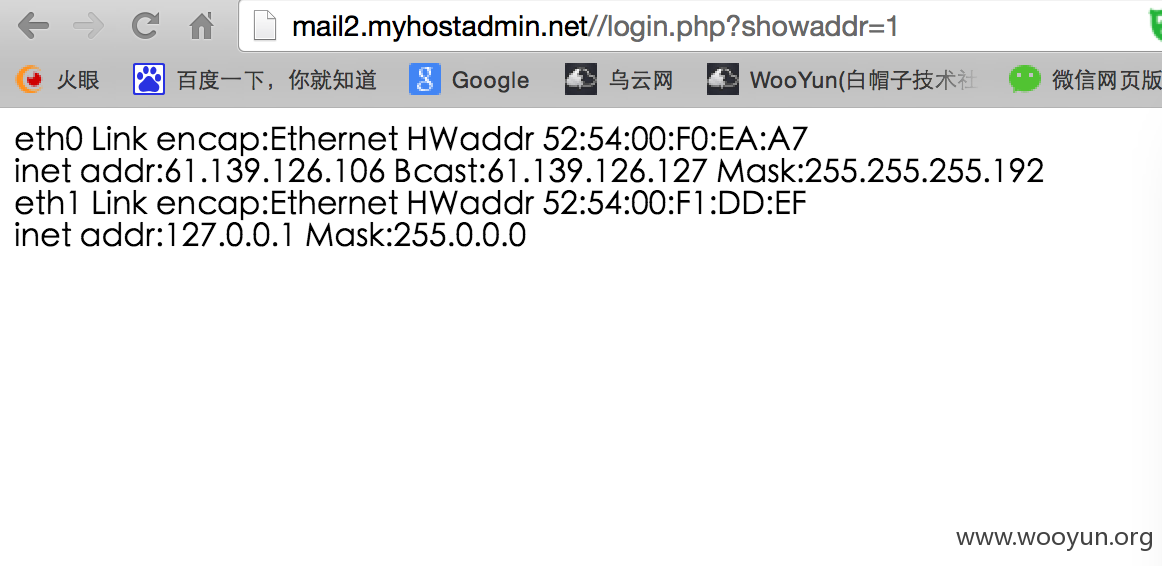 mail2.myhostadmin.net//login.php?showaddr=1
火眼 百度一下，你就知道 Google 乌云网 WooYun(白帽子技术社 微信网页版
eth0 Link encap:Ethernet HWaddr 52:54:00:F0:EA:A7
inet addr:61.139.126.106 Bcast:61.139.126.127 Mask:255.255.255.192
eth1 Link encap:Ethernet HWaddr 52:54:00:F1:DD:EF
inet addr:127.0.0.1 Mask:255.0.0.0
www.wooyun.org